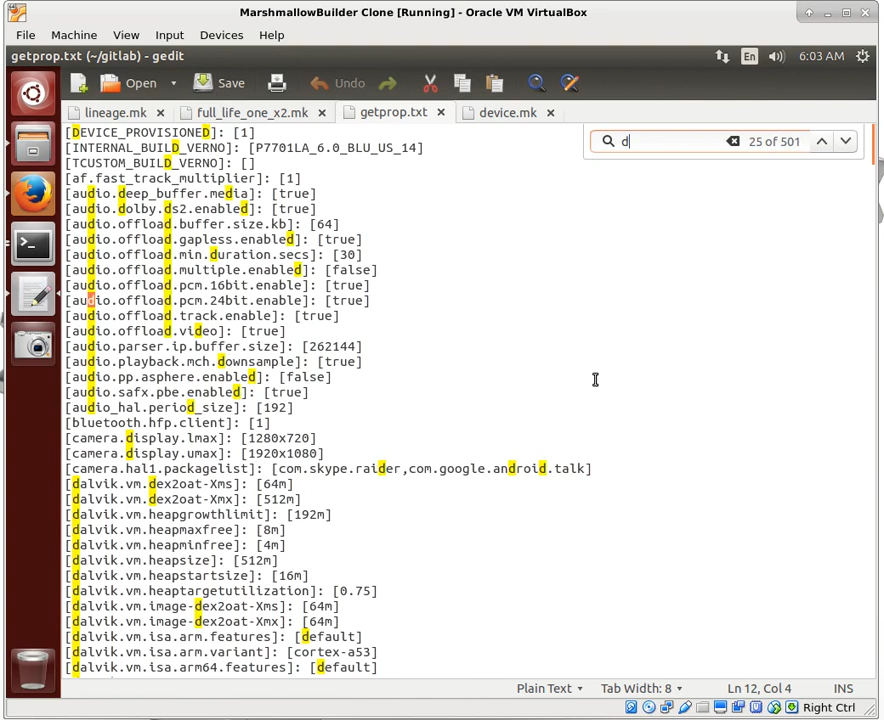 MarshmallowBuilder Clone [Running] - Oracle VM VirtualBox
File Machine View Input Devices Help
getprop.txt (~/gitlab) - gedit En 6:03 AM
Open Save Undo
lineage.mk × full_life_one_x2.mk × getprop.txt × device.mk ×
d 25 of 501
[DEVICE_PROVISIONED]: [1]
[INTERNAL_BUILD_VERNO]: [P7701LA_6.0_BLU_US_14]
[TCUSTOM_BUILD_VERNO]: []
[af.fast_track_multiplier]: [1]
[audio.deep_buffer.media]: [true]
[audio.dolby.ds2.enabled]: [true]
[audio.offload.buffer.size.kb]: [64]
[audio.offload.gapless.enabled]: [true]
[audio.offload.min.duration.secs]: [30]
[audio.offload.multiple.enabled]: [false]
[audio.offload.pcm.16bit.enable]: [true]
[audio.offload.pcm.24bit.enable]: [true]
[audio.offload.track.enable]: [true]
[audio.offload.video]: [true]
[audio.parser.ip.buffer.size]: [262144]
[audio.playback.mch.downsample]: [true]
[audio.pp.asphere.enabled]: [false]
[audio.safx.pbe.enabled]: [true]
[audio_hal.period_size]: [192]
[bluetooth.hfp.client]: [1]
[camera.display.lmax]: [1280x720]
[camera.display.umax]: [1920x1080]
[camera.hal1.packagelist]: [com.skype.raider,com.google.android.talk]
[dalvik.vm.dex2oat-Xms]: [64m]
[dalvik.vm.dex2oat-Xmx]: [512m]
[dalvik.vm.heapgrowthlimit]: [192m]
[dalvik.vm.heapmaxfree]: [8m]
[dalvik.vm.heapminfree]: [4m]
[dalvik.vm.heapsize]: [512m]
[dalvik.vm.heapstartsize]: [16m]
[dalvik.vm.heaptargetutilization]: [0.75]
[dalvik.vm.image-dex2oat-Xms]: [64m]
[dalvik.vm.image-dex2oat-Xmx]: [64m]
[dalvik.vm.isa.arm.features]: [default]
[dalvik.vm.isa.arm.variant]: [cortex-a53]
[dalvik.vm.isa.arm64.features]: [default]
Plain Text Tab Width: 8 Ln 12, Col 4 INS
Right Ctrl